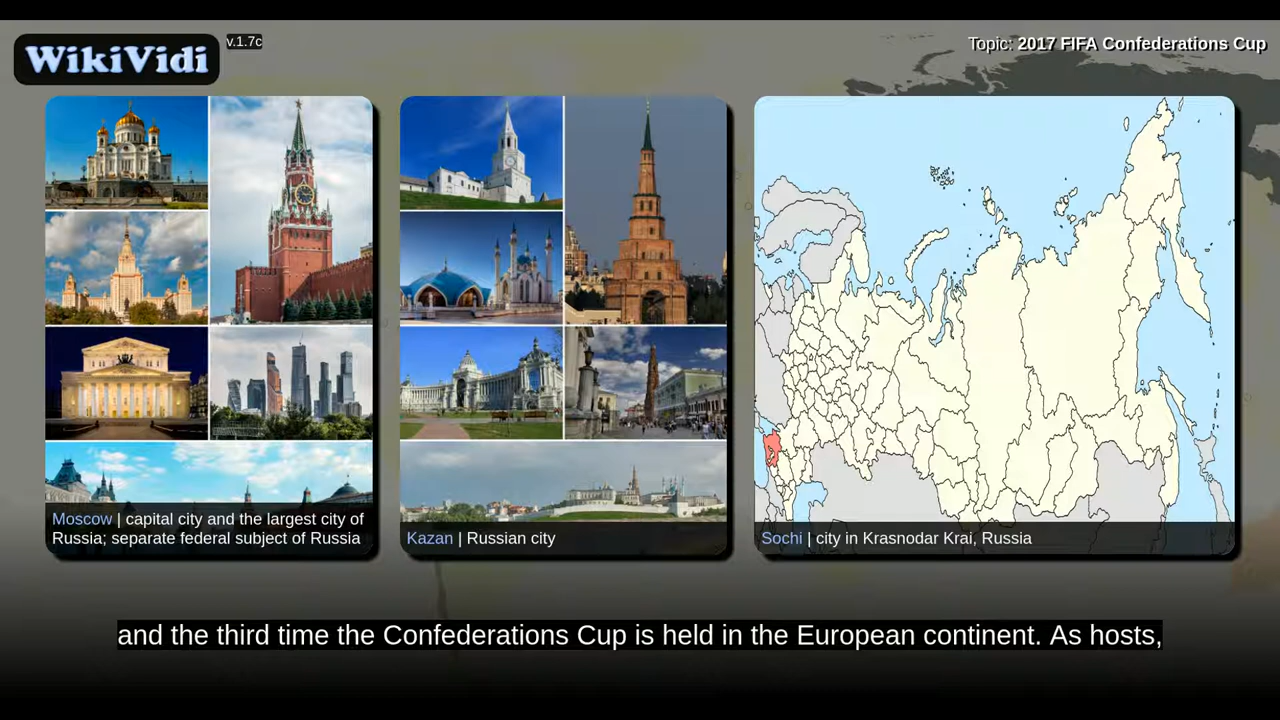 WikiVidi
v.1.7c
Topic: 2017 FIFA Confederations Cup
Moscow | capital city and the largest city of
Russia; separate federal subject of Russia
Kazan | Russian city
Sochi | city in Krasnodar Krai, Russia
and the third time the Confederations Cup is held in the European continent. As hosts,